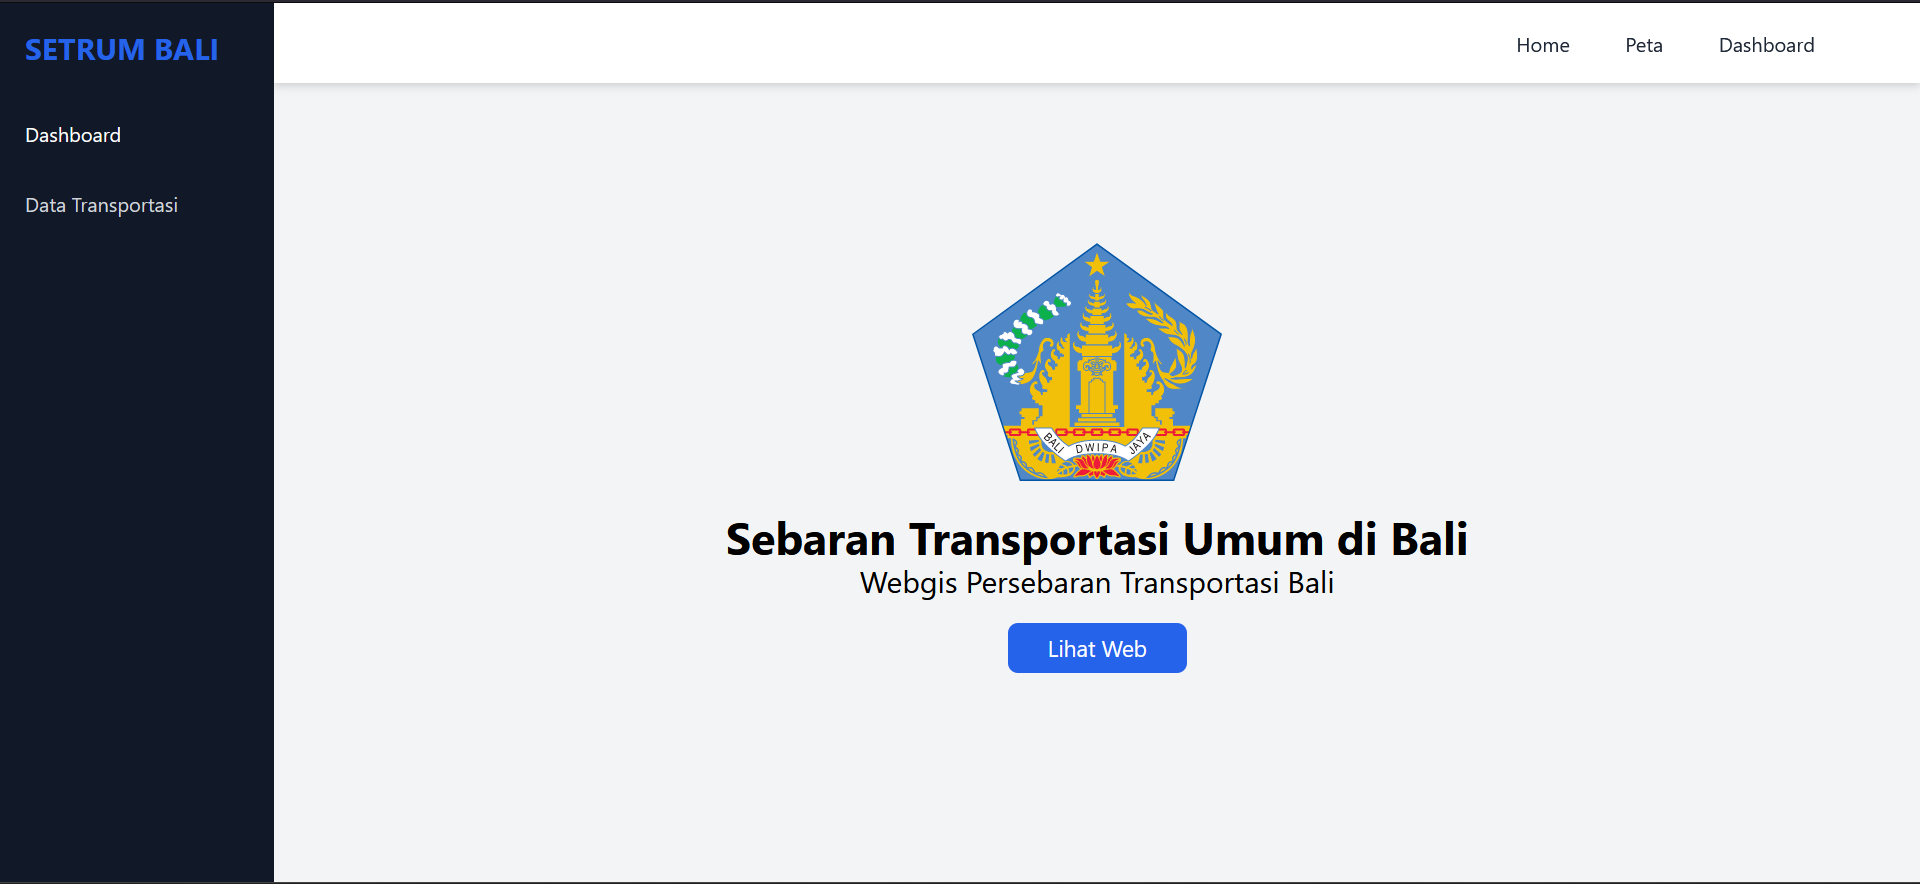 SETRUM BALI
Home Peta Dashboard
Dashboard
Data Transportasi
BALI DWIPA JAYA
Sebaran Transportasi Umum di Bali
Webgis Persebaran Transportasi Bali
Lihat Web